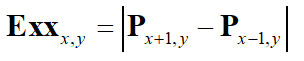 Exx_{x,y} = |P_{x+1,y} − P_{x−1,y}|